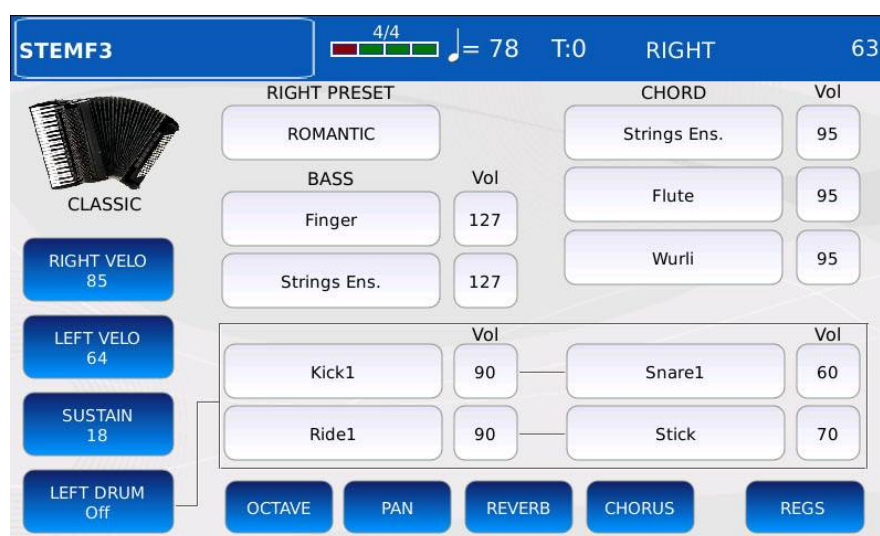 STEMF3
4/4
= 78
T:0
RIGHT
63
RIGHT PRESET
CHORD
Vol
ROMANTIC
Strings Ens.
95
BASS
Vol
Flute
95
CLASSIC
Finger
127
RIGHT VELO
85
Wurli
95
Strings Ens.
127
LEFT VELO
64
Vol
Vol
Kick1
90
Snare1
60
SUSTAIN
18
Ride1
90
Stick
70
LEFT DRUM
Off
OCTAVE
PAN
REVERB
CHORUS
REGS